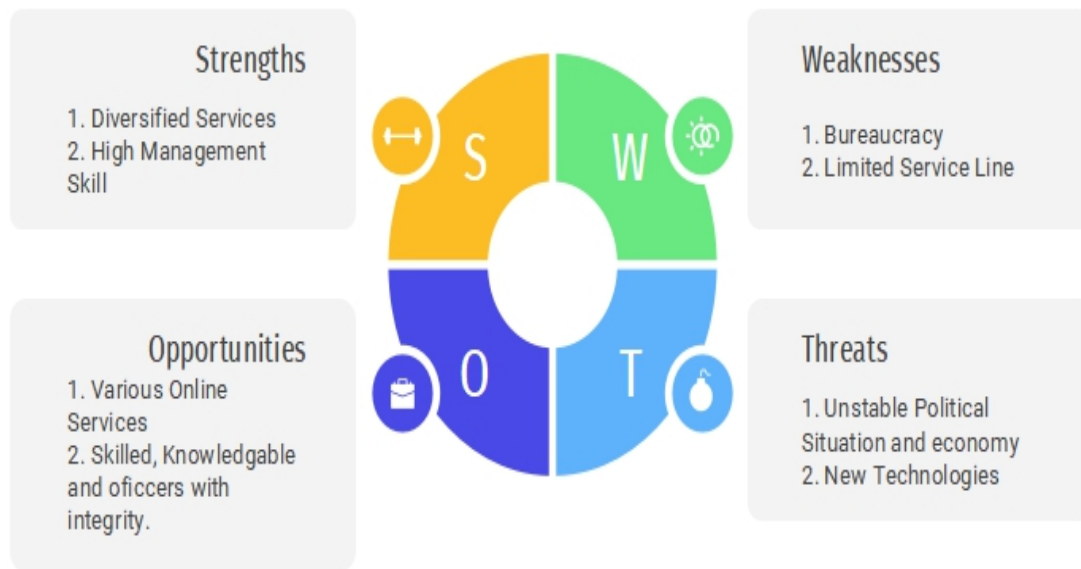 Strengths
1. Diversified Services
2. High Management
Skill
S
W
Weaknesses
1. Bureaucracy
2. Limited Service Line
Opportunities
1. Various Online
Services
2. Skilled, Knowledgable
and oficcers with
integrity.
O
T
Threats
1. Unstable Political
Situation and economy
2. New Technologies